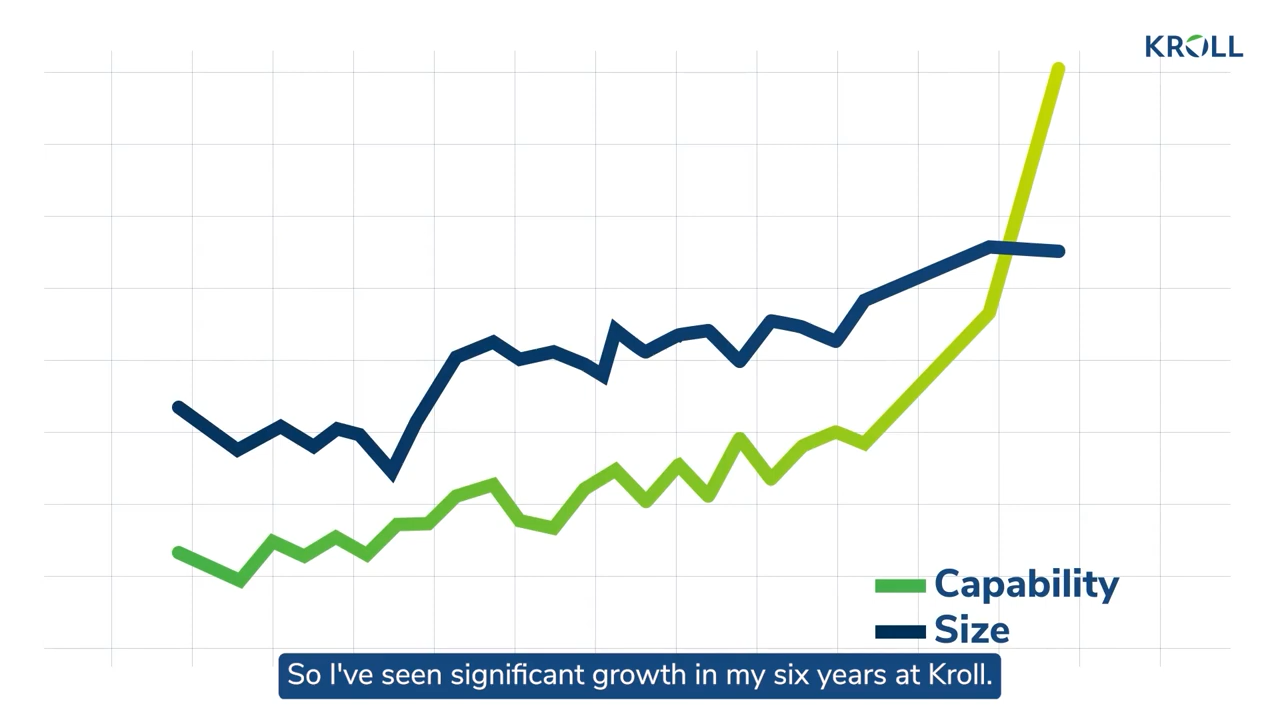 KROLL
Capability
Size
So I've seen significant growth in my six years at Kroll.